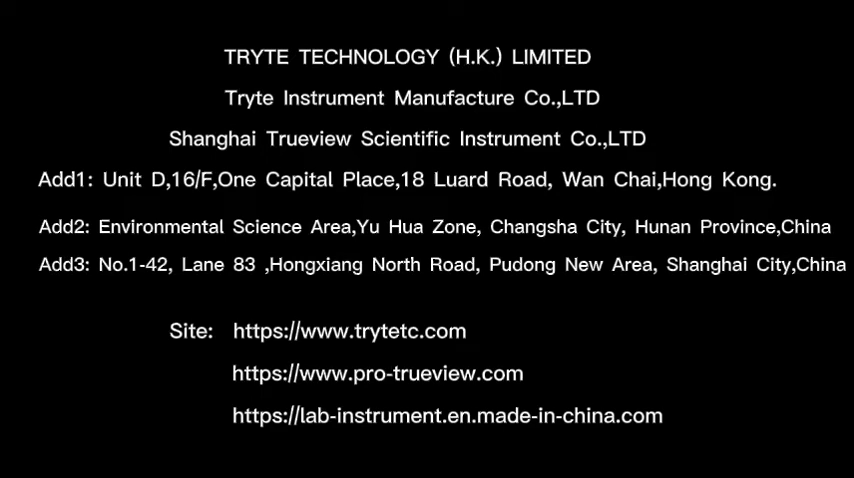 TRYTE TECHNOLOGY (H.K.) LIMITED
Tryte Instrument Manufacture Co.,LTD
Shanghai Trueview Scientific Instrument Co.,LTD
Add1: Unit D,16/F,One Capital Place,18 Luard Road, Wan Chai,Hong Kong.
Add2: Environmental Science Area,Yu Hua Zone, Changsha City, Hunan Province,China
Add3: No.1-42, Lane 83 ,Hongxiang North Road, Pudong New Area, Shanghai City,China
Site: https://www.trytetc.com
https://www.pro-trueview.com
https://lab-instrument.en.made-in-china.com